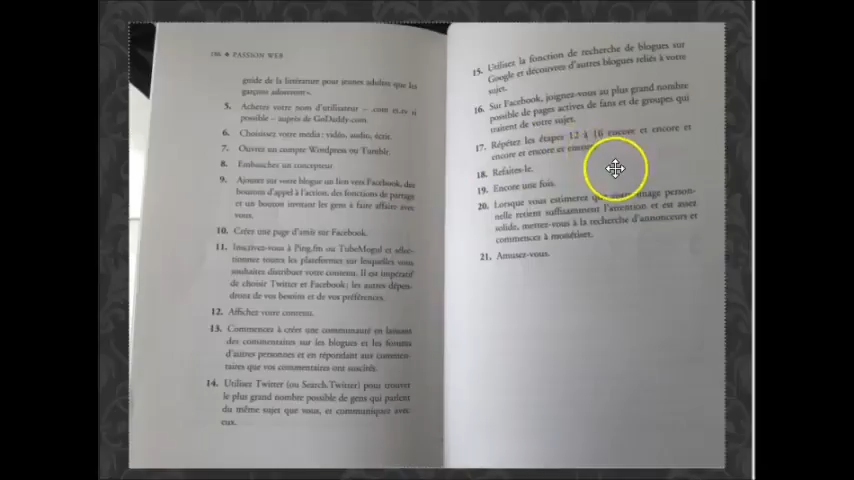 186 ◆ PASSION WEB
guide de la littérature pour jeunes adultes que les
garçons adoreront».
5. Achetez votre nom d'utilisateur – .com et.tv si
possible – auprès de GoDaddy.com.
6. Choisissez votre media: vidéo, audio, écrit.
7. Ouvrez un compte Wordpress ou Tumblr.
8. Embauchez un concepteur.
9. Ajoutez sur votre blogue un lien vers Facebook, des
boutons d'appel à l'action, des fonctions de partage
et un bouton invitant les gens à faire affaire avec
vous.
10. Créez une page d'amis sur Facebook.
11. Inscrivez-vous à Ping.fm ou TubeMogul et sélec-
tionnez toutes les plateformes sur lesquelles vous
souhaitez distribuer votre contenu. Il est impératif
de choisir Twitter et Facebook; les autres dépen-
dront de vos besoins et de vos préférences.
12. Affichez votre contenu.
13. Commencez à créer une communauté en laissant
des commentaires sur les blogues et les forums
d'autres personnes et en répondant aux commen-
taires que vos commentaires ont suscités.
14. Utilisez Twitter (ou Search.Twitter) pour trouver
le plus grand nombre possible de gens qui parlent
du même sujet que vous, et communiquez avec
eux.
15. Utilisez la fonction de recherche de blogues sur
Google et découvrez d'autres blogues reliés à votre
sujet.
16. Sur Facebook, joignez-vous au plus grand nombre
possible de pages actives de fans et de groupes qui
traitent de votre sujet.
17. Répétez les étapes 12 à 16 encore et encore et
encore et encore et encore.
18. Refaites-le.
19. Encore une fois.
20. Lorsque vous estimerez que votre image person-
nelle retient suffisamment l'attention et est assez
solide, mettez-vous à la recherche d'annonceurs et
commencez à monétiser.
21. Amusez-vous.